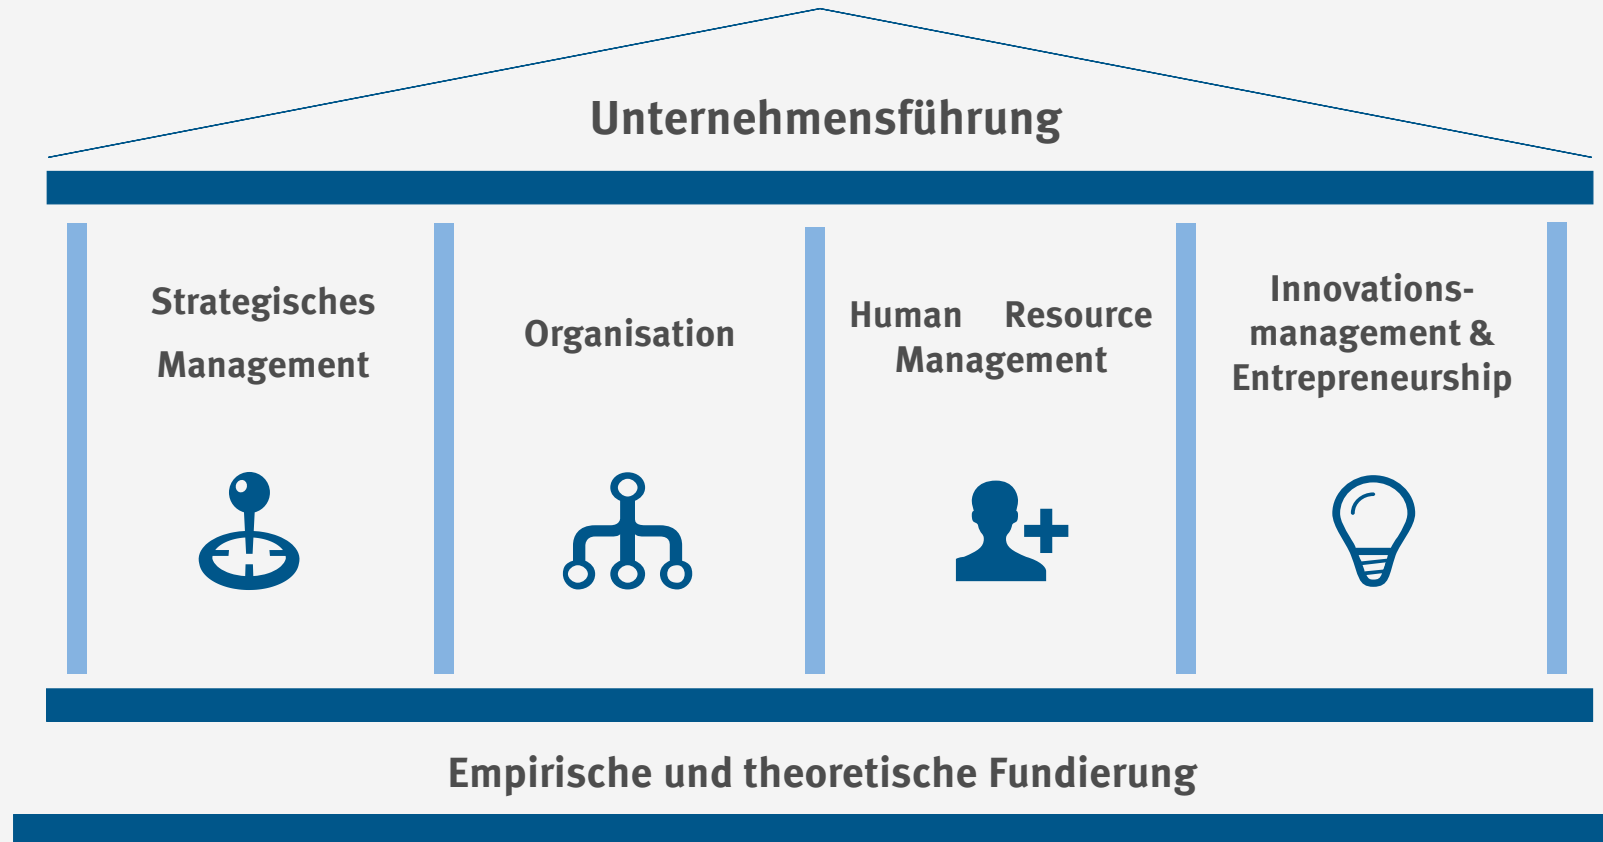 Unternehmensführung
Strategisches
Management
Organisation
Human Resource
Management
Innovations-
management &
Entrepreneurship
Empirische und theoretische Fundierung